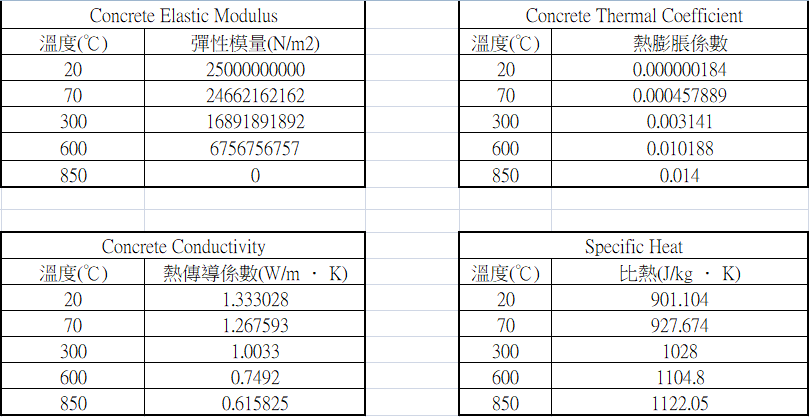 Concrete Elastic Modulus
溫度(℃) 彈性模量(N/m2)
20 25000000000
70 24662162162
300 16891891892
600 6756756757
850 0
Concrete Thermal Coefficient
溫度(℃) 熱膨脹係數
20 0.000000184
70 0.000457889
300 0.003141
600 0.010188
850 0.014
Concrete Conductivity
溫度(℃) 熱傳導係數(W/m ‧ K)
20 1.333028
70 1.267593
300 1.0033
600 0.7492
850 0.615825
Specific Heat
溫度(℃) 比熱(J/kg ‧ K)
20 901.104
70 927.674
300 1028
600 1104.8
850 1122.05